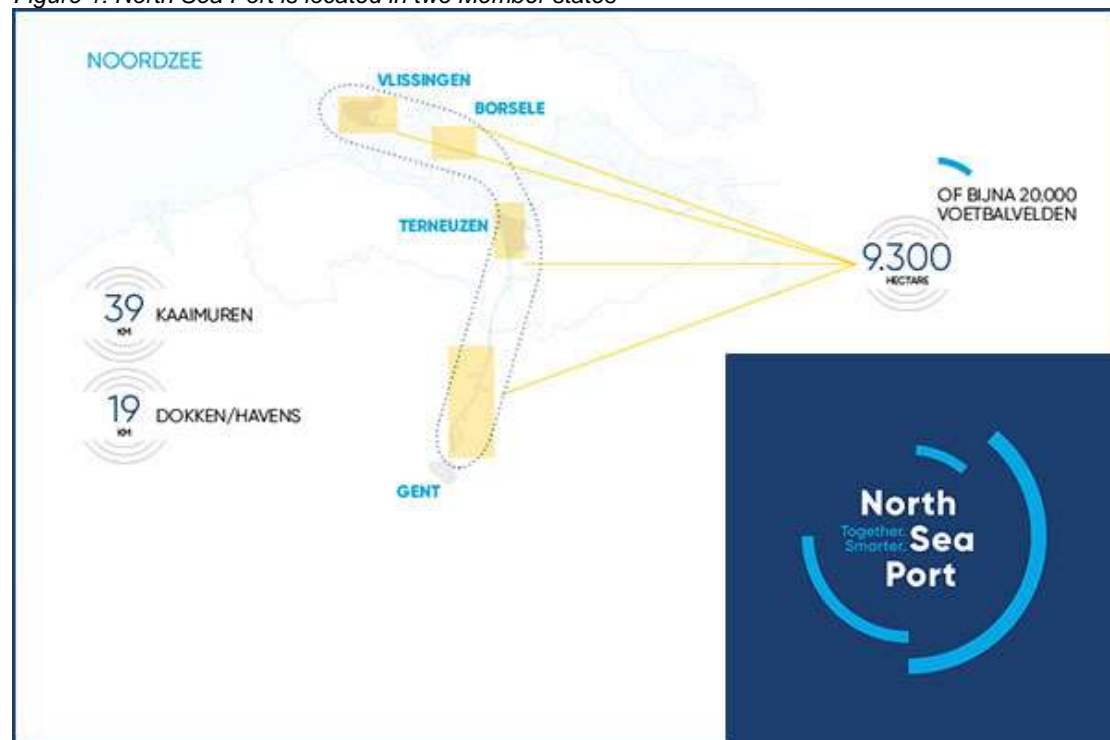 Figure 4: North Sea Port is located in two Member states
NOORDZEE
VLISSINGEN
BORSELE
TERNEUZEN
GENT
39
KM
KAAIMUREN
19
KM
DOKKEN/HAVENS
OF BIJNA 20.000
VOETBALVELDEN
9.300
HECTARE
North
Together.
Smarter.
Sea
Port